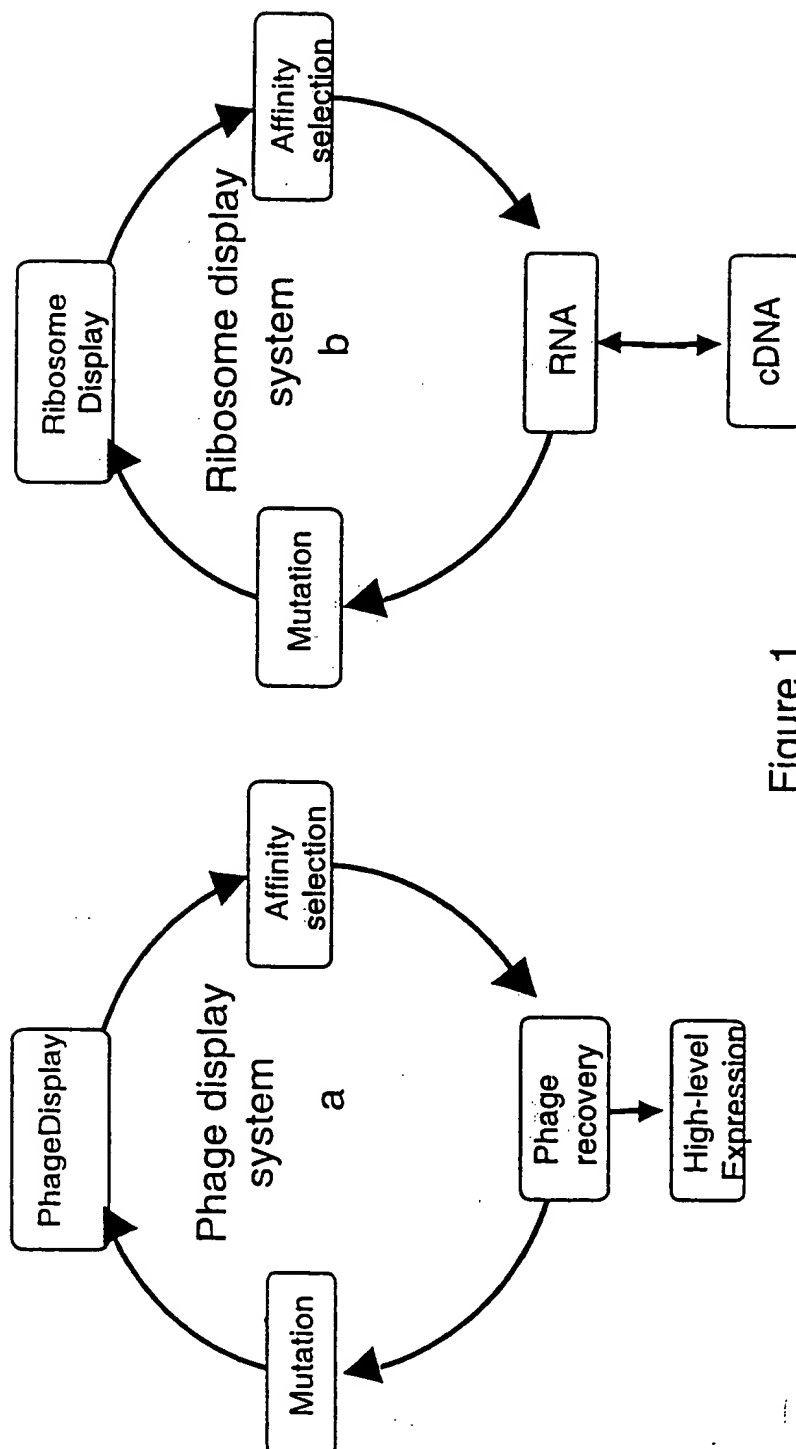 PhageDisplay
Affinity
selection
Phage display
system
a
Mutation
Phage
recovery
High-level
Expression
Ribosome
Display
Affinity
selection
Ribosome display
system
b
Mutation
RNA
cDNA
Figure 1